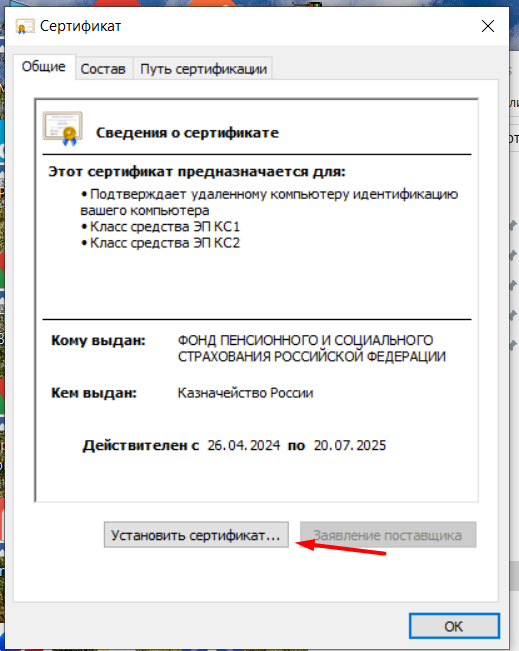 Сертификат
Общие Состав Путь сертификации
Сведения о сертификате
Этот сертификат предназначается для:
• Подтверждает удаленному компьютеру идентификацию
вашего компьютера
• Класс средства ЭП КС1
• Класс средства ЭП КС2
Кому выдан: ФОНД ПЕНСИОННОГО И СОЦИАЛЬНОГО
СТРАХОВАНИЯ РОССИЙСКОЙ ФЕДЕРАЦИИ
Кем выдан: Казначейство России
Действителен с 26.04.2024 по 20.07.2025
Установить сертификат... Заявление поставщика
ОК